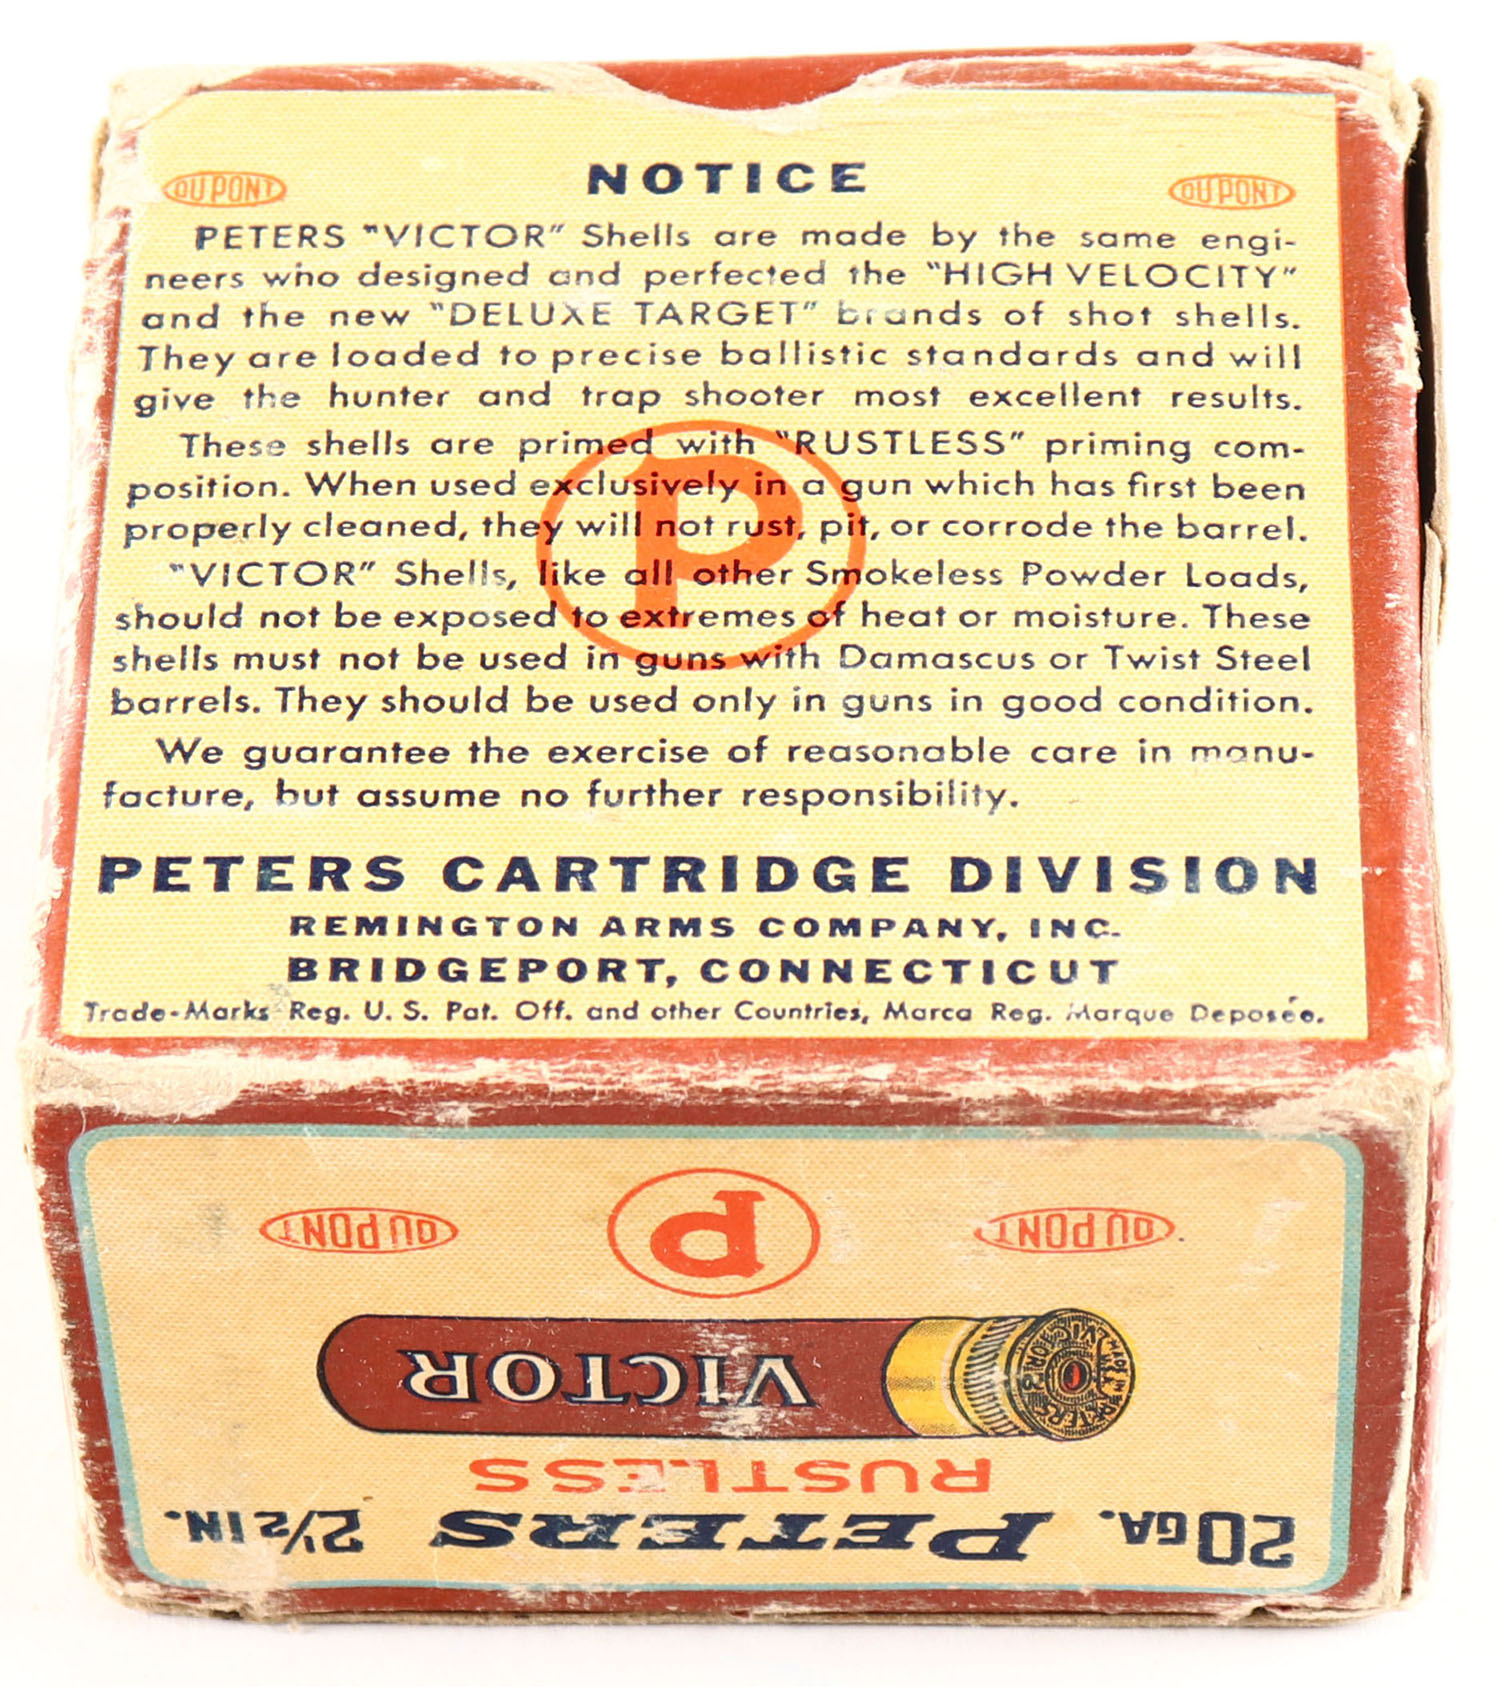 NOTICE
DU PONT DU PONT
PETERS "VICTOR" Shells are made by the same engi-
neers who designed and perfected the "HIGH VELOCITY"
and the new "DELUXE TARGET" brands of shot shells.
They are loaded to precise ballistic standards and will
give the hunter and trap shooter most excellent results.
These shells are primed with "RUSTLESS" priming com-
position. When used exclusively in a gun which has first been
properly cleaned, they will not rust, pit, or corrode the barrel.
P
"VICTOR" Shells, like all other Smokeless Powder Loads,
should not be exposed to extremes of heat or moisture. These
shells must not be used in guns with Damascus or Twist Steel
barrels. They should be used only in guns in good condition.
We guarantee the exercise of reasonable care in manu-
facture, but assume no further responsibility.
PETERS CARTRIDGE DIVISION
REMINGTON ARMS COMPANY, INC.
BRIDGEPORT, CONNECTICUT
Trade-Marks Reg. U. S. Pat. Off. and other Countries, Marca Reg. Marque Deposée.
20 GA. PETERS 2½ IN.
RUSTLESS
VICTOR
PETERS VICTOR
DU PONT P DU PONT